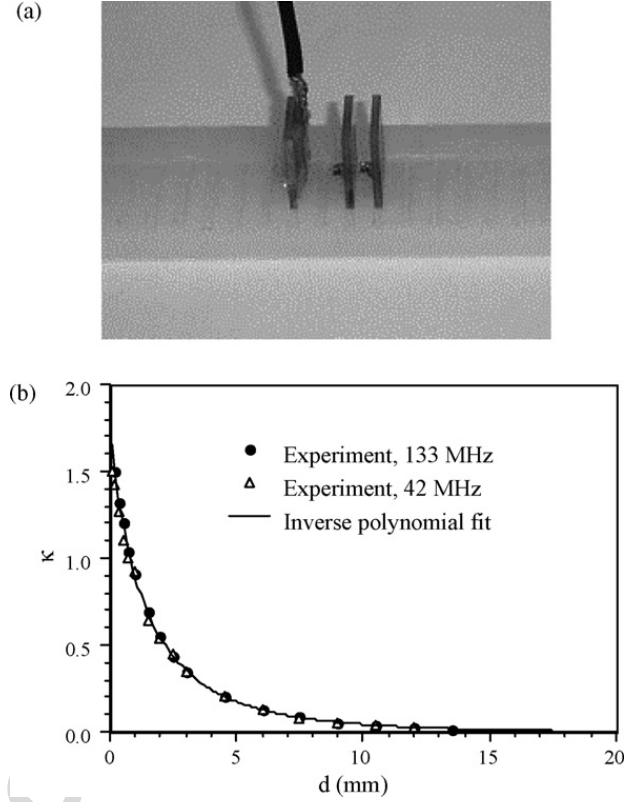 (a)
(b)
2.0
1.5
1.0
0.5
0.0
κ
Experiment, 133 MHz
Experiment, 42 MHz
Inverse polynomial fit
0
5
10
15
20
d (mm)